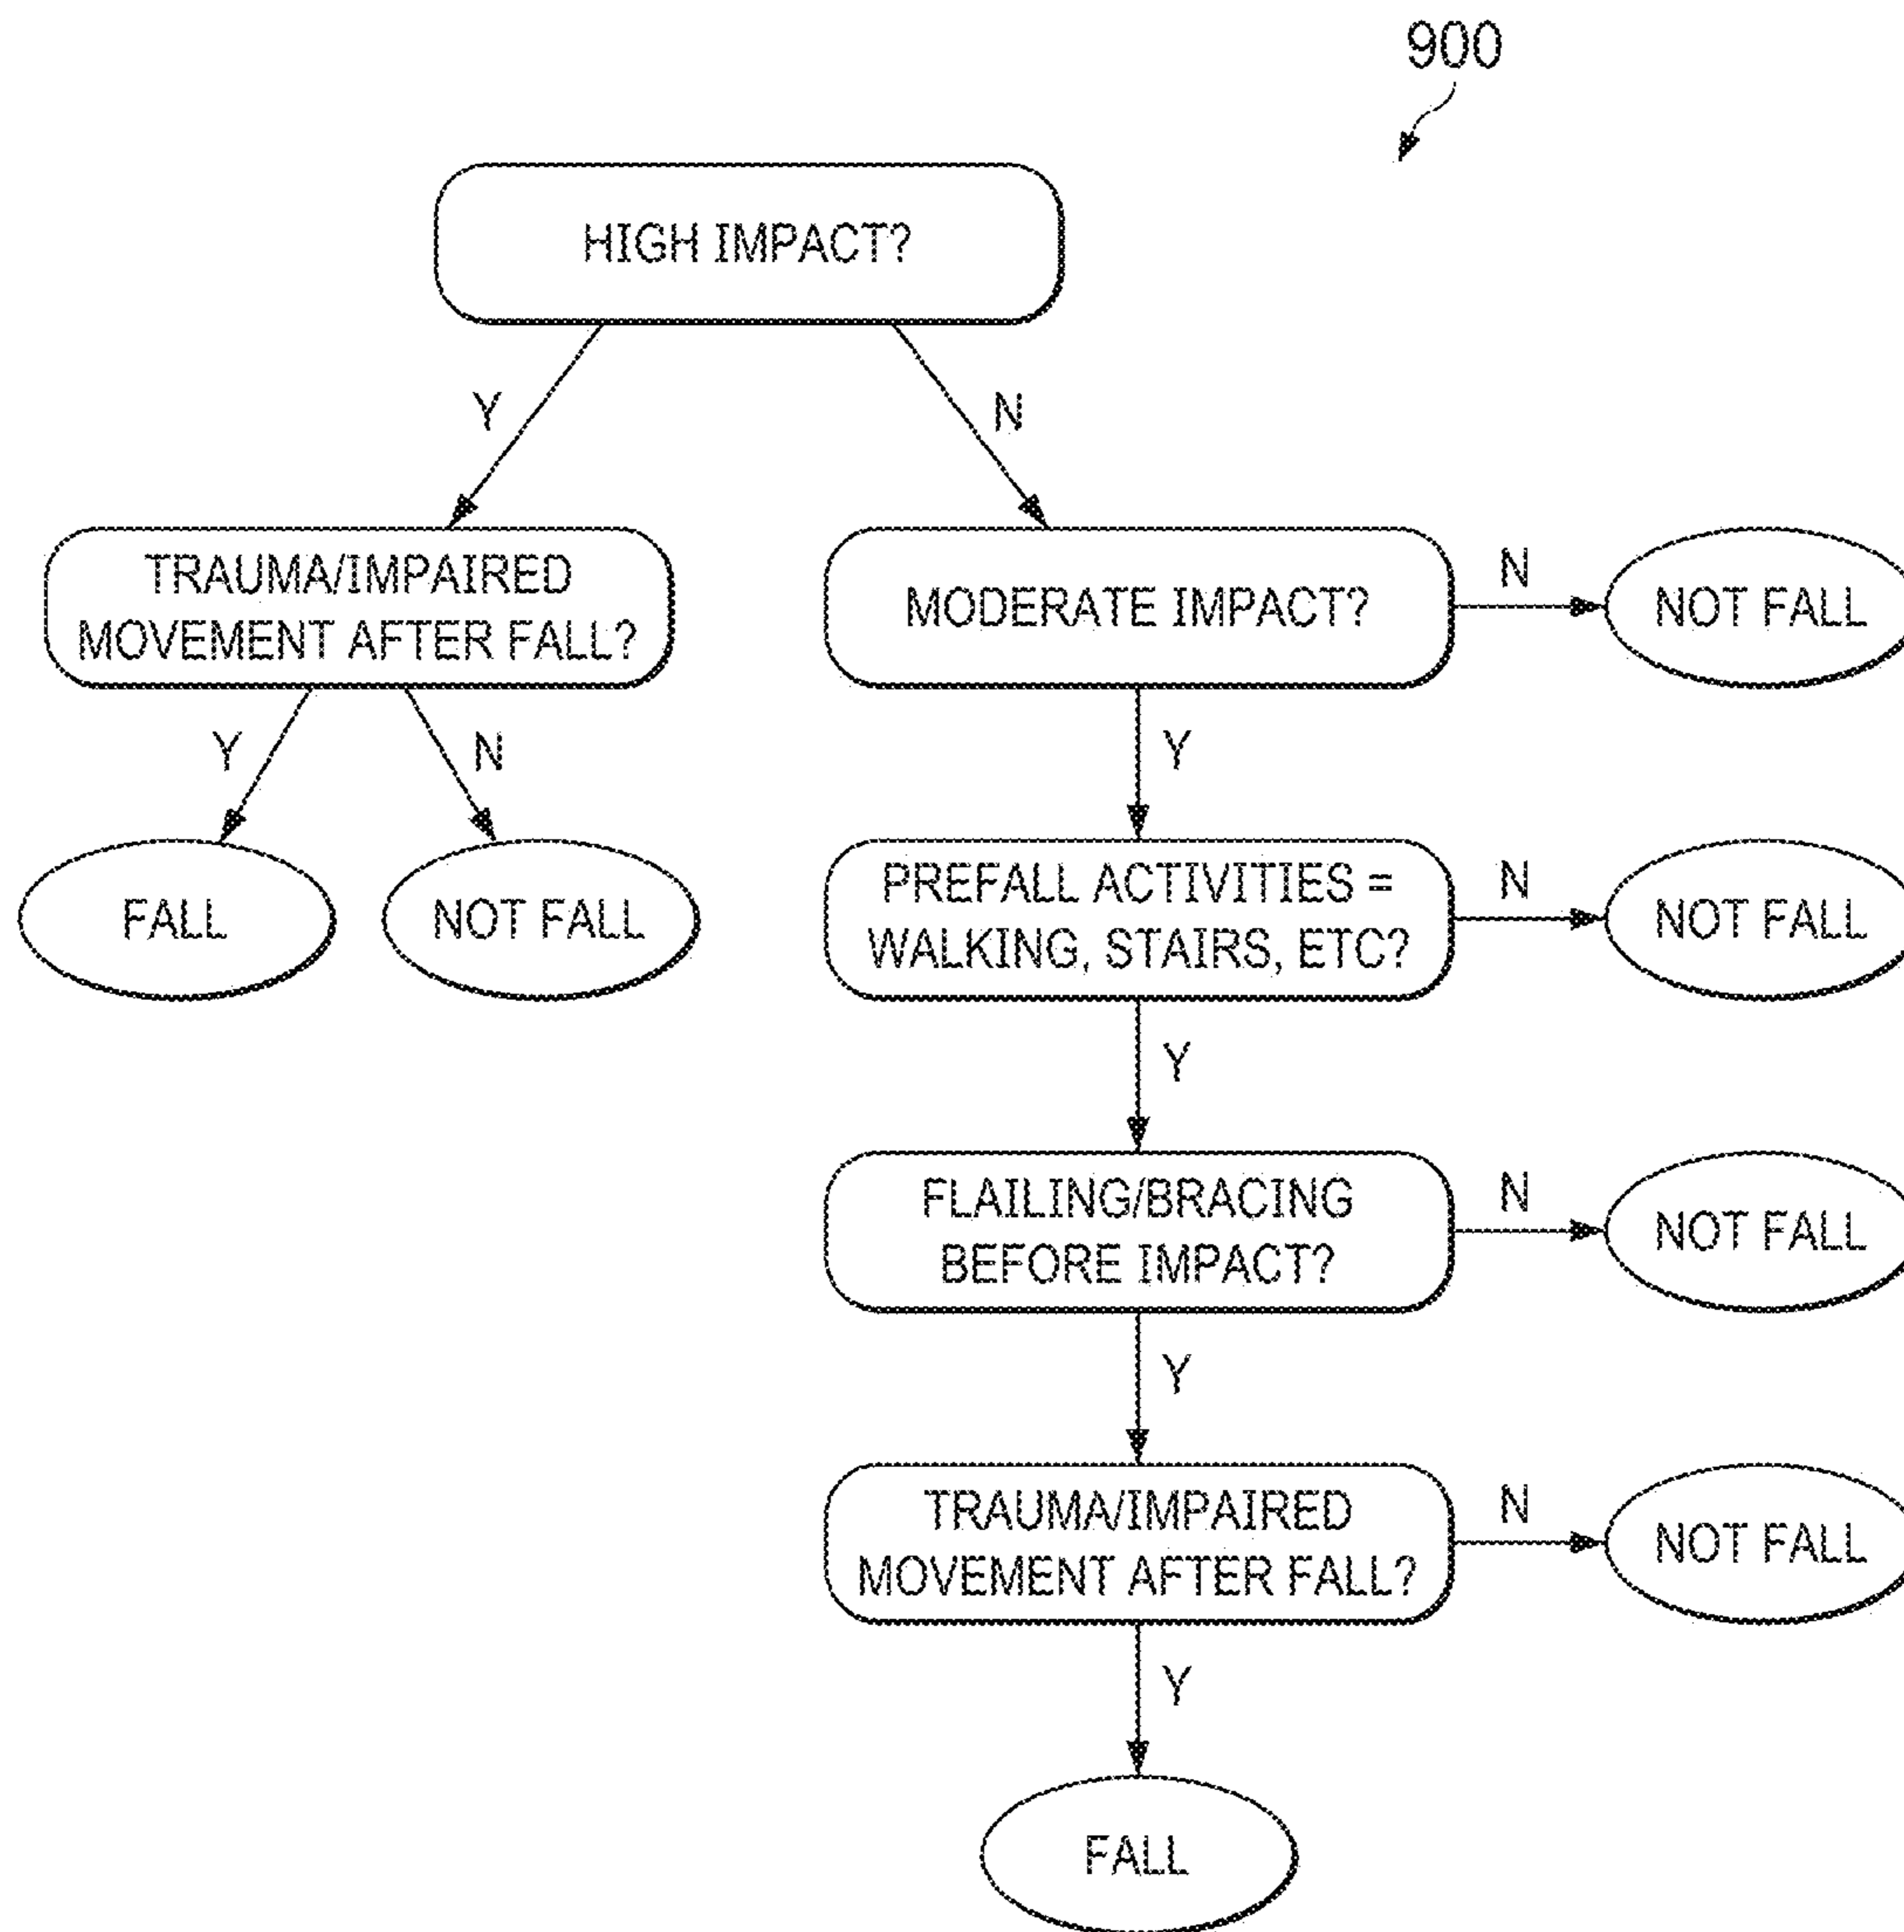 900
HIGH IMPACT?
Y
N
TRAUMA/IMPAIRED
MOVEMENT AFTER FALL?
MODERATE IMPACT?
N
NOT FALL
Y
N
Y
FALL
NOT FALL
PREFALL ACTIVITIES =
WALKING, STAIRS, ETC?
N
NOT FALL
Y
FLAILING/BRACING
BEFORE IMPACT?
N
NOT FALL
Y
TRAUMA/IMPAIRED
MOVEMENT AFTER FALL?
N
NOT FALL
Y
FALL